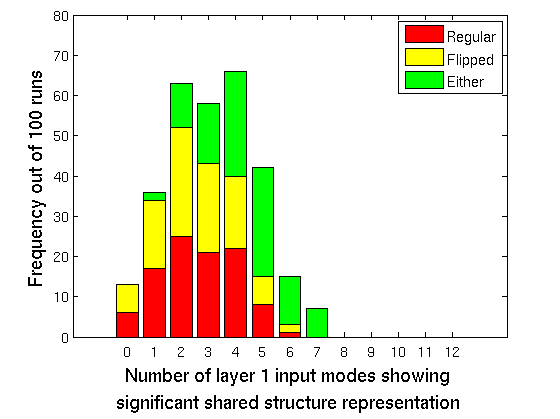 80
70
60
50
40
30
20
10
0
Frequency out of 100 runs
Regular
Flipped
Either
0 1 2 3 4 5 6 7 8 9 10 11 12
Number of layer 1 input modes showing
significant shared structure representation